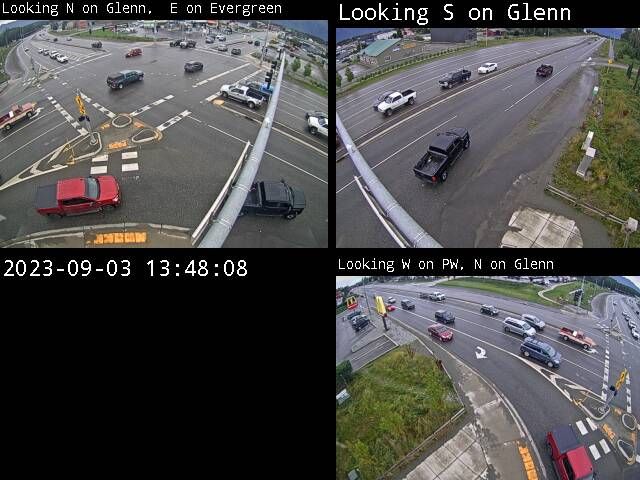 Looking N on Glenn,  E on Evergreen
Looking S on Glenn
2023-09-03 13:48:08
Looking W on PW, N on Glenn